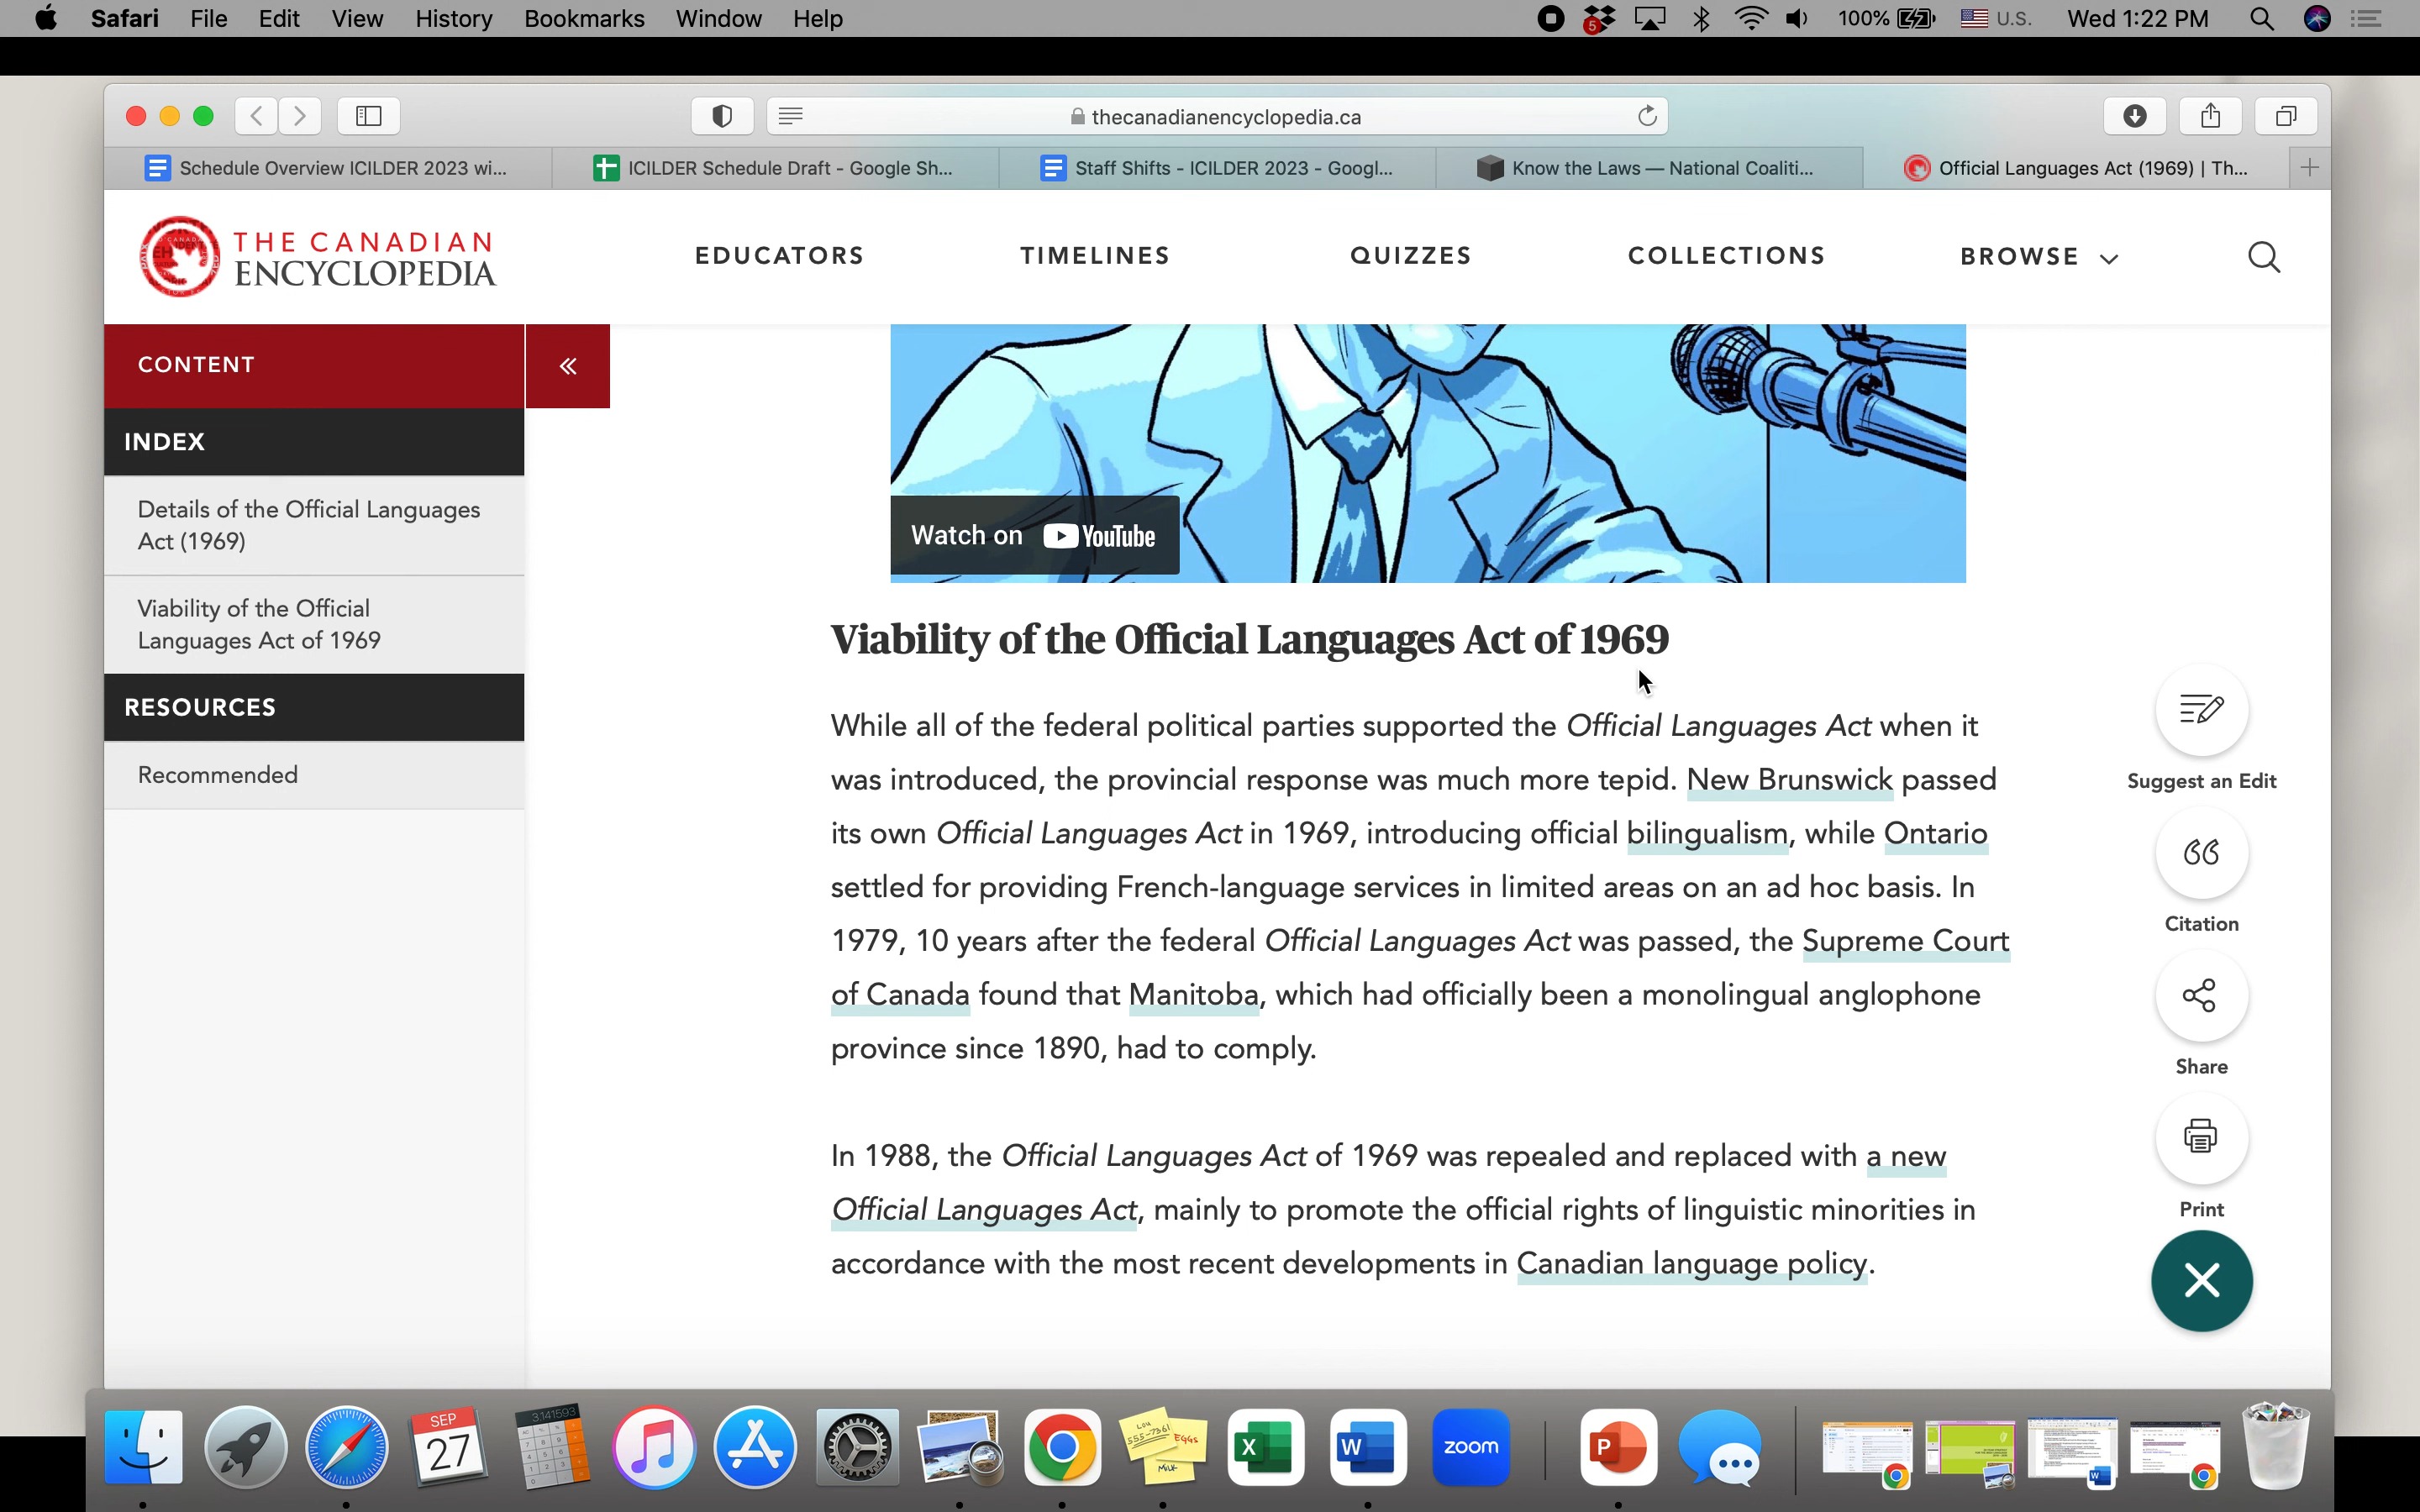 Safari File Edit View History Bookmarks Window Help 5 100% U.S. Wed 1:22 PM
thecanadianencyclopedia.ca
Schedule Overview ICILDER 2023 wi... ICILDER Schedule Draft - Google Sh... Staff Shifts - ICILDER 2023 - Googl... Know the Laws — National Coaliti... Official Languages Act (1969) | Th...
THE CANADIAN
ENCYCLOPEDIA
EDUCATORS TIMELINES QUIZZES COLLECTIONS BROWSE
CONTENT
INDEX
Details of the Official Languages
Act (1969)
Viability of the Official
Languages Act of 1969
RESOURCES
Recommended
Watch on YouTube
Viability of the Official Languages Act of 1969
While all of the federal political parties supported the Official Languages Act when it
was introduced, the provincial response was much more tepid. New Brunswick passed
its own Official Languages Act in 1969, introducing official bilingualism, while Ontario
settled for providing French-language services in limited areas on an ad hoc basis. In
1979, 10 years after the federal Official Languages Act was passed, the Supreme Court
of Canada found that Manitoba, which had officially been a monolingual anglophone
province since 1890, had to comply.
In 1988, the Official Languages Act of 1969 was repealed and replaced with a new
Official Languages Act, mainly to promote the official rights of linguistic minorities in
accordance with the most recent developments in Canadian language policy.
Suggest an Edit
Citation
Share
Print
SEP
27
3.141593
LOU
555-7361
EGGS
MILK
X
W
zoom
P